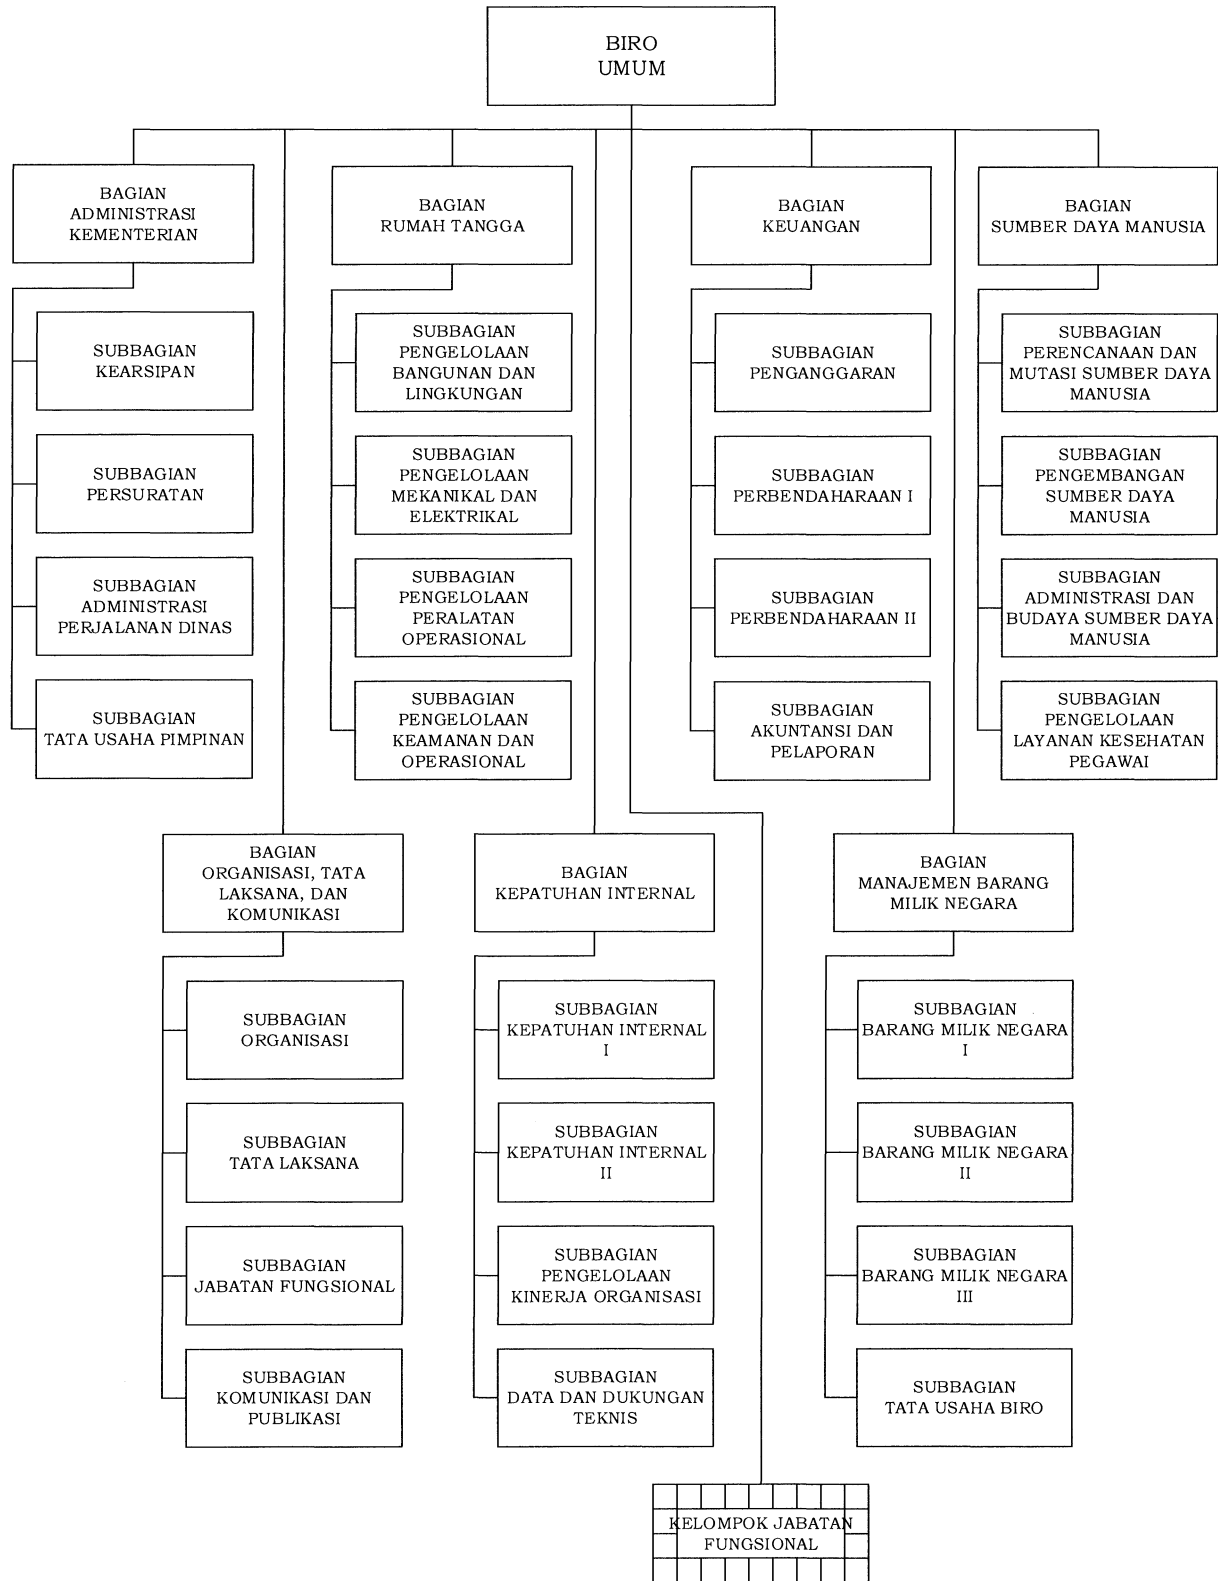 BIRO
UMUM
BAGIAN
ADMINISTRASI
KEMENTERIAN
BAGIAN
RUMAH TANGGA
BAGIAN
KEUANGAN
BAGIAN
SUMBER DAYA MANUSIA
SUBBAGIAN
KEARSIPAN
SUBBAGIAN
PENGELOLAAN
BANGUNAN DAN
LINGKUNGAN
SUBBAGIAN
PENGANGGARAN
SUBBAGIAN
PERENCANAAN DAN
MUTASI SUMBER DAYA
MANUSIA
SUBBAGIAN
PERSURATAN
SUBBAGIAN
PENGELOLAAN
MEKANIKAL DAN
ELEKTRIKAL
SUBBAGIAN
PERBENDAHARAAN I
SUBBAGIAN
PENGEMBANGAN
SUMBER DAYA
MANUSIA
SUBBAGIAN
ADMINISTRASI
PERJALANAN DINAS
SUBBAGIAN
PENGELOLAAN
PERALATAN
OPERASIONAL
SUBBAGIAN
PERBENDAHARAAN II
SUBBAGIAN
ADMINISTRASI DAN
BUDAYA SUMBER DAYA
MANUSIA
SUBBAGIAN
TATA USAHA PIMPINAN
SUBBAGIAN
PENGELOLAAN
KEAMANAN DAN
OPERASIONAL
SUBBAGIAN
AKUNTANSI DAN
PELAPORAN
SUBBAGIAN
PENGELOLAAN
LAYANAN KESEHATAN
PEGAWAI
BAGIAN
ORGANISASI, TATA
LAKSANA, DAN
KOMUNIKASI
BAGIAN
KEPATUHAN INTERNAL
BAGIAN
MANAJEMEN BARANG
MILIK NEGARA
SUBBAGIAN
ORGANISASI
SUBBAGIAN
KEPATUHAN INTERNAL
I
SUBBAGIAN
BARANG MILIK NEGARA
I
SUBBAGIAN
TATA LAKSANA
SUBBAGIAN
KEPATUHAN INTERNAL
II
SUBBAGIAN
BARANG MILIK NEGARA
II
SUBBAGIAN
JABATAN FUNGSIONAL
SUBBAGIAN
PENGELOLAAN
KINERJA ORGANISASI
SUBBAGIAN
BARANG MILIK NEGARA
III
SUBBAGIAN
KOMUNIKASI DAN
PUBLIKASI
SUBBAGIAN
DATA DAN DUKUNGAN
TEKNIS
SUBBAGIAN
TATA USAHA BIRO
KELOMPOK JABATAN
FUNGSIONAL